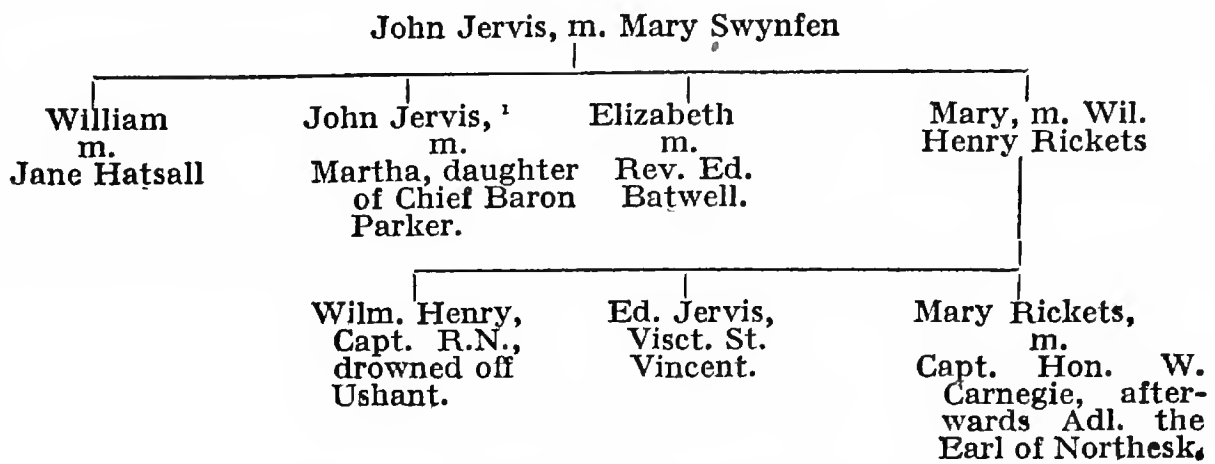 John Jervis, m. Mary Swynfen
William
m.
Jane Hatsall
John Jervis, ¹
m.
Martha, daughter
of Chief Baron
Parker.
Elizabeth
m.
Rev. Ed.
Batwell.
Mary, m. Wil.
Henry Rickets
Wilm. Henry,
Capt. R.N.,
drowned off
Ushant.
Ed. Jervis,
Visct. St.
Vincent.
Mary Rickets,
m.
Capt. Hon. W.
Carnegie, after-
wards Adl. the
Earl of Northesk.